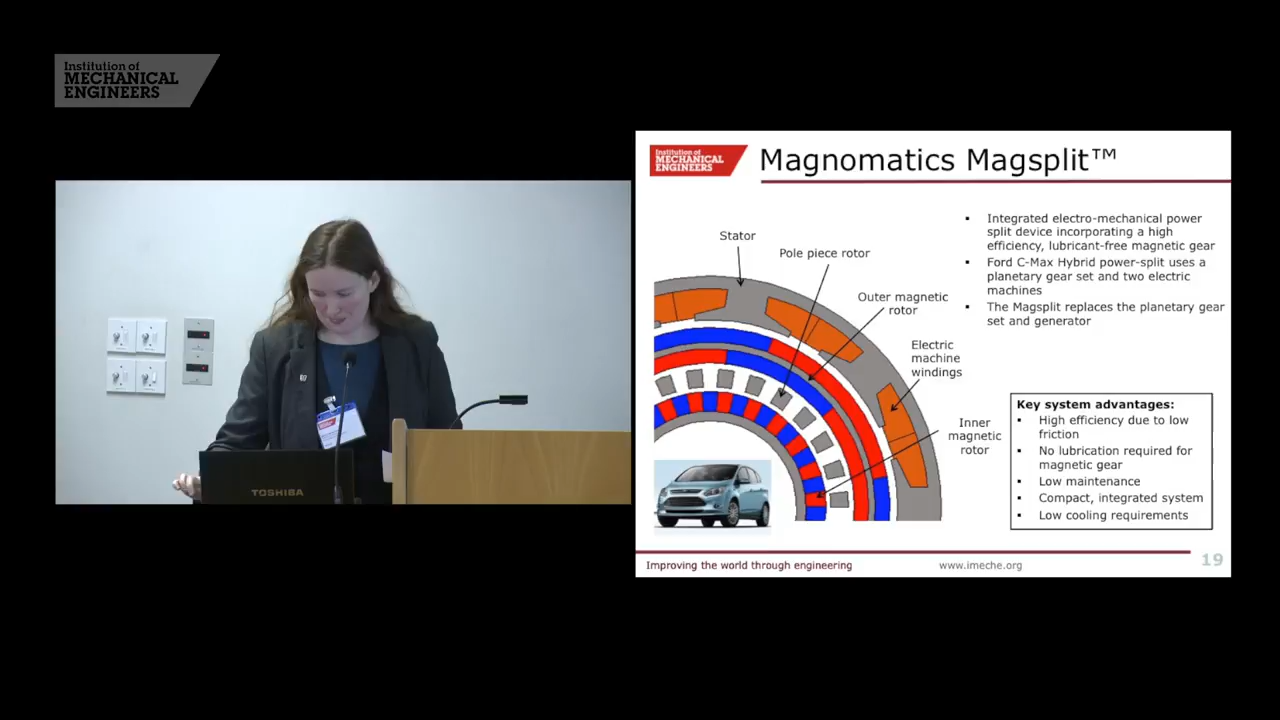 Institution of
MECHANICAL
ENGINEERS
TOSHIBA
Institution of
MECHANICAL
ENGINEERS
Magnomatics Magsplit™
Stator
Pole piece rotor
Outer magnetic
rotor
Electric
machine
windings
Inner
magnetic
rotor
▪ Integrated electro-mechanical power
split device incorporating a high
efficiency, lubricant-free magnetic gear
▪ Ford C-Max Hybrid power-split uses a
planetary gear set and two electric
machines
▪ The Magsplit replaces the planetary gear
set and generator
Key system advantages:
▪ High efficiency due to low
friction
▪ No lubrication required for
magnetic gear
▪ Low maintenance
▪ Compact, integrated system
▪ Low cooling requirements
Improving the world through engineering
www.imeche.org
19